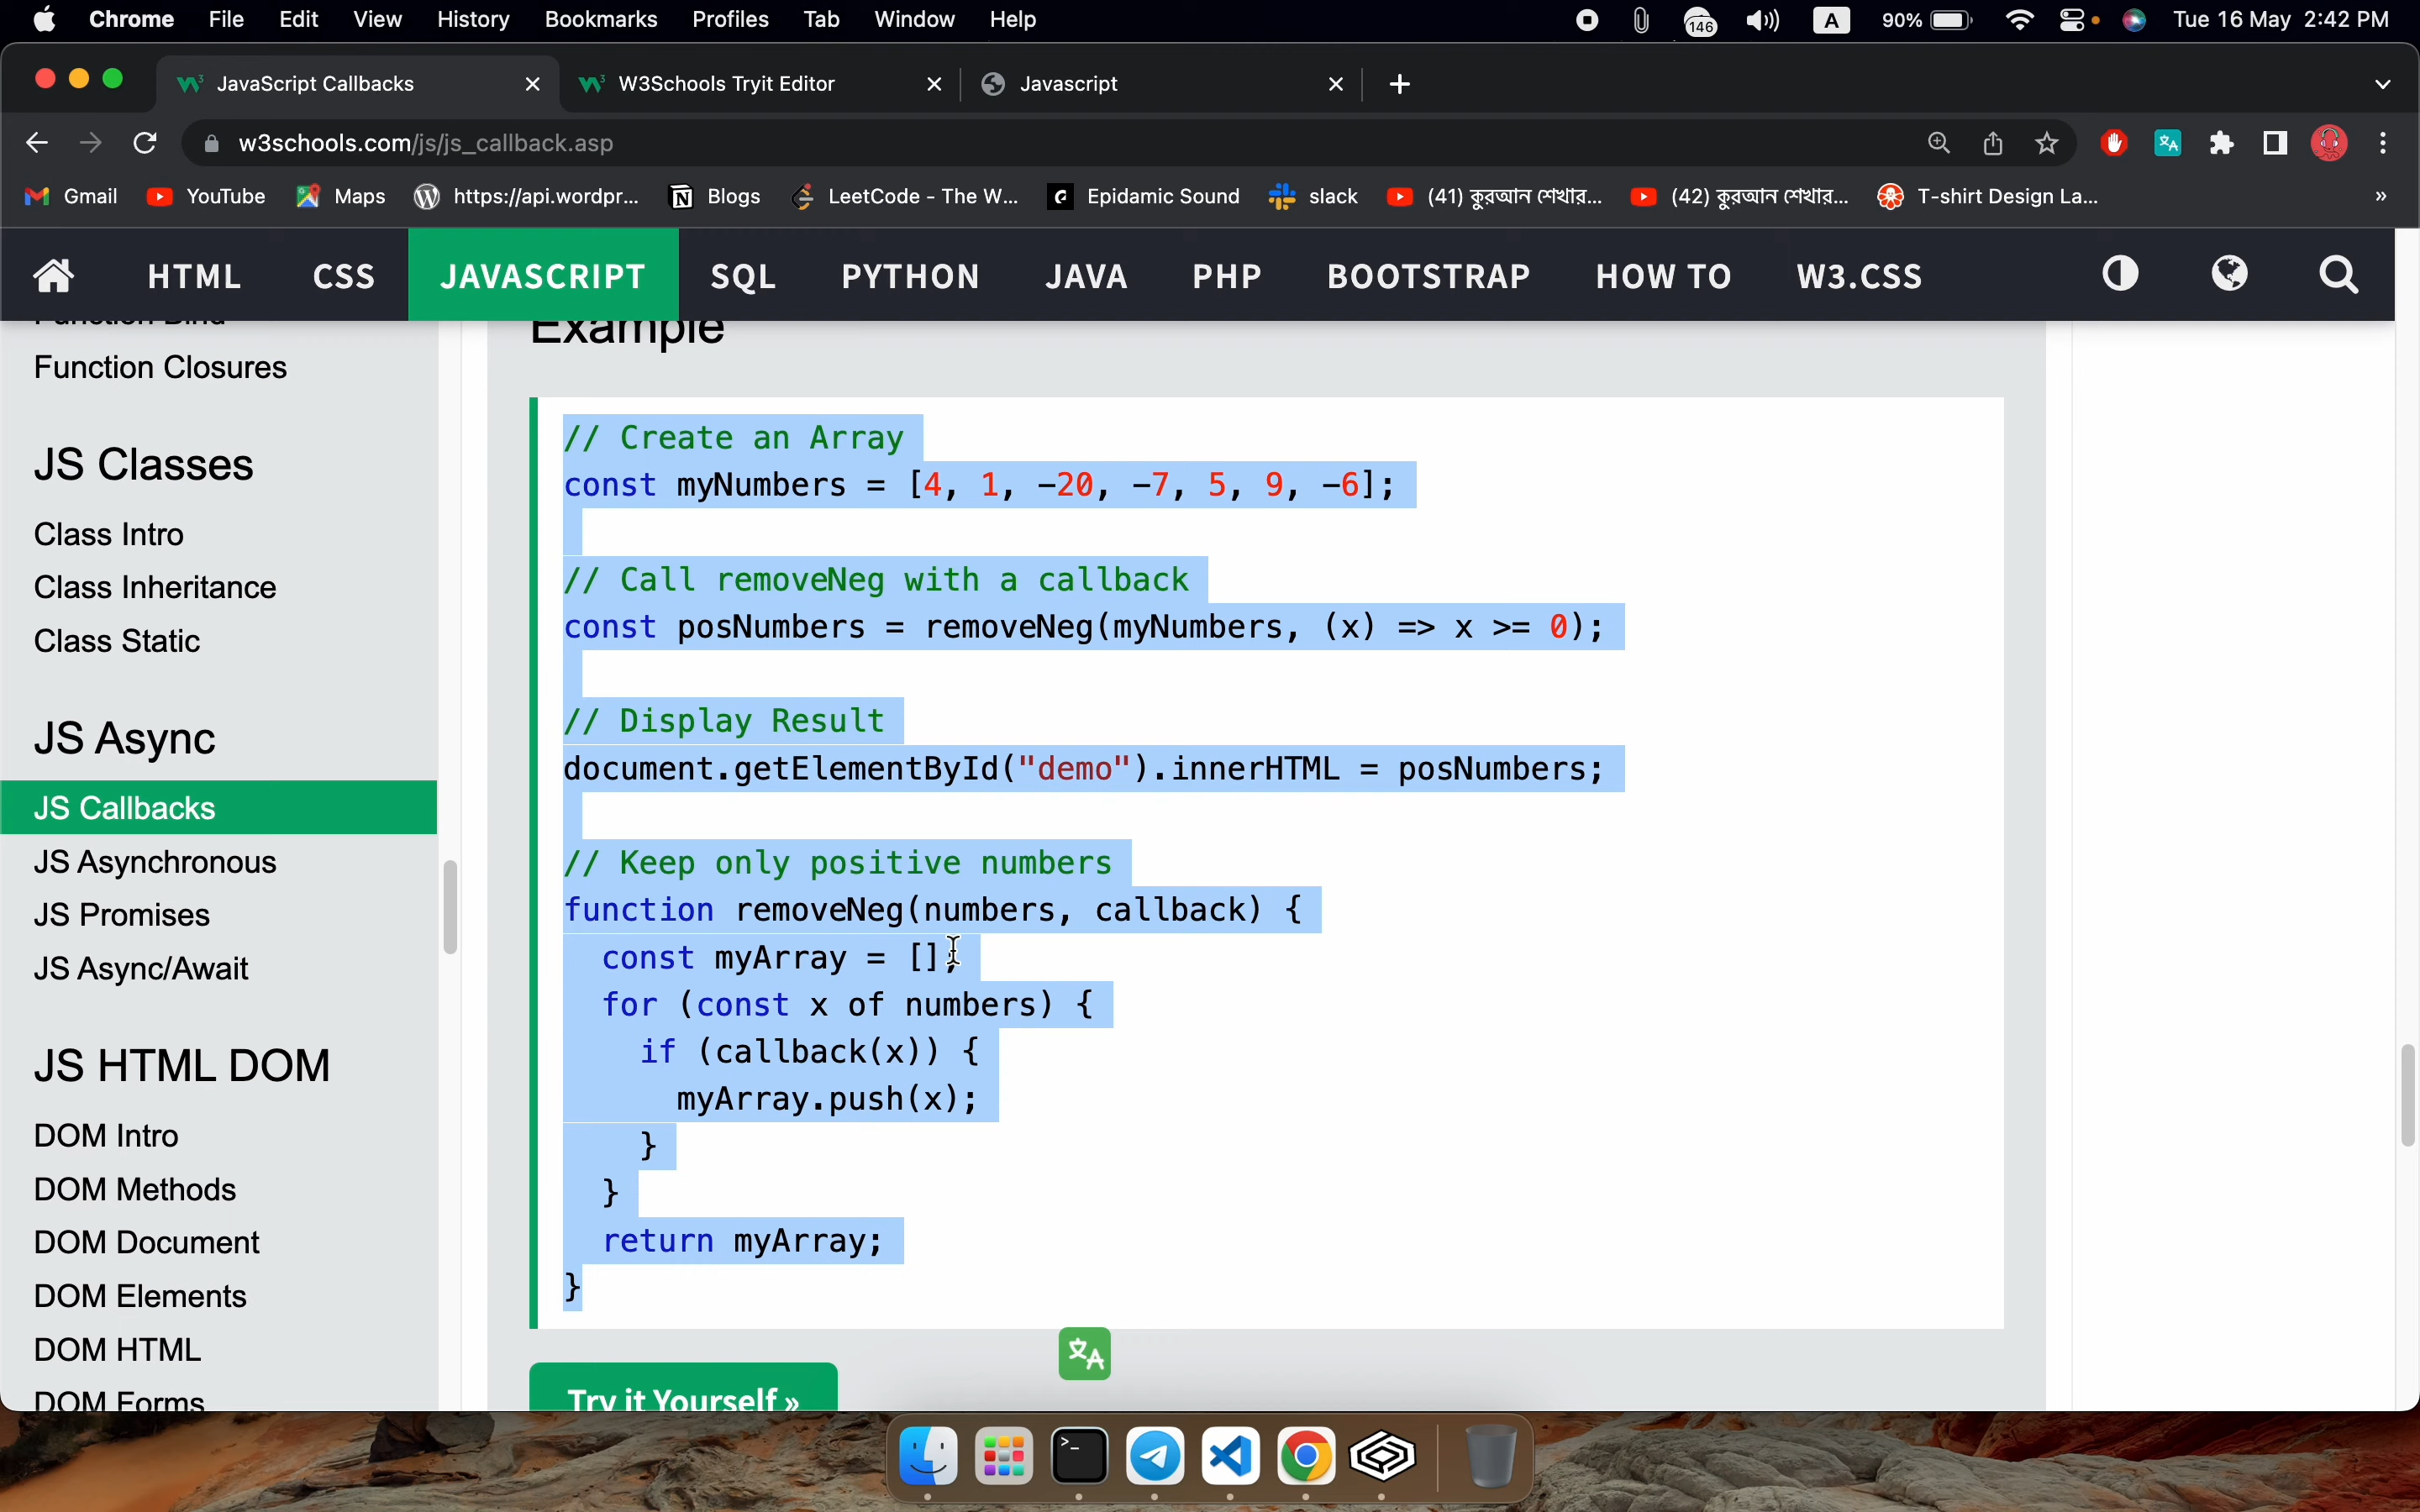 Chrome File Edit View History Bookmarks Profiles Tab Window Help 146 A 90% Tue 16 May 2:42 PM
JavaScript Callbacks W3Schools Tryit Editor Javascript
w3schools.com/js/js_callback.asp
Gmail YouTube Maps https://api.wordpr... Blogs LeetCode - The W... Epidamic Sound slack (41) কুরআন শেখার... (42) কুরআন শেখার... T-shirt Design La... »
HTML CSS JAVASCRIPT SQL PYTHON JAVA PHP BOOTSTRAP HOW TO W3.CSS
Function Bind
Function Closures
JS Classes
Class Intro
Class Inheritance
Class Static
JS Async
JS Callbacks
JS Asynchronous
JS Promises
JS Async/Await
JS HTML DOM
DOM Intro
DOM Methods
DOM Document
DOM Elements
DOM HTML
DOM Forms
Example
// Create an Array
const myNumbers = [4, 1, -20, -7, 5, 9, -6];
// Call removeNeg with a callback
const posNumbers = removeNeg(myNumbers, (x) => x >= 0);
// Display Result
document.getElementById("demo").innerHTML = posNumbers;
// Keep only positive numbers
function removeNeg(numbers, callback) {
const myArray = [];
for (const x of numbers) {
if (callback(x)) {
myArray.push(x);
}
}
return myArray;
}
Try it Yourself »